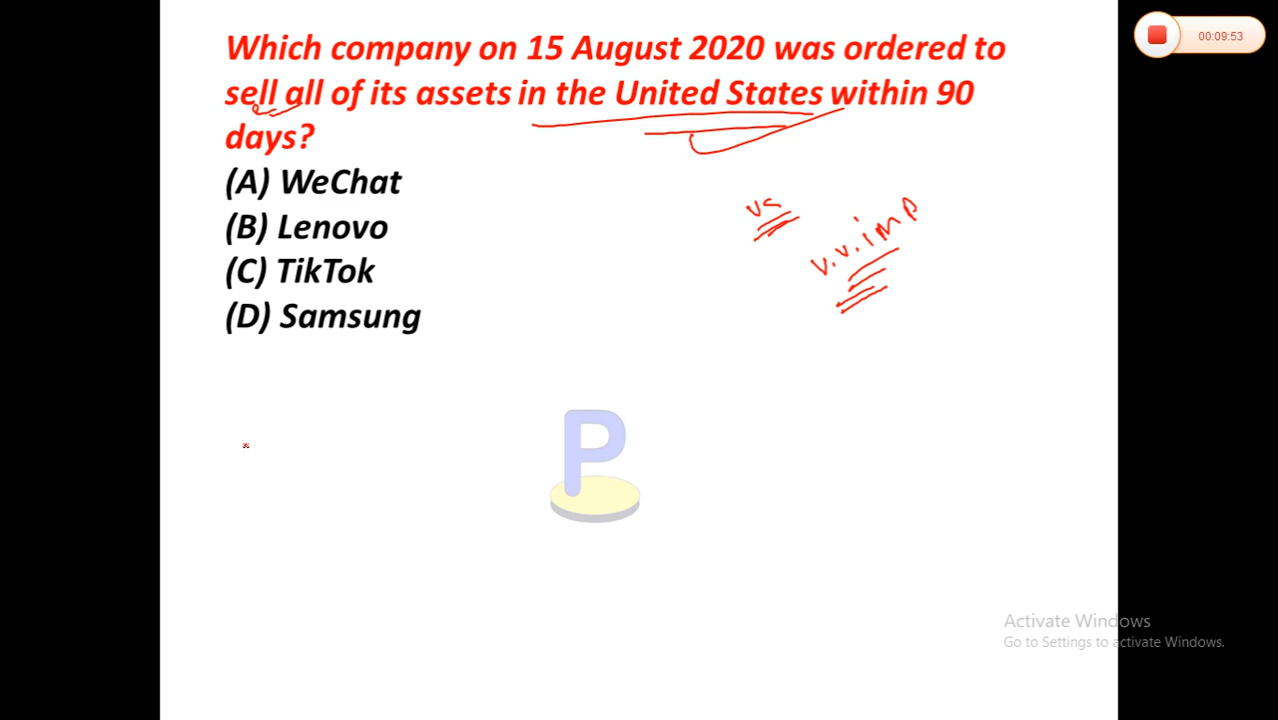 Which company on 15 August 2020 was ordered to
sell all of its assets in the United States within 90
days?
(A) WeChat
(B) Lenovo
(C) TikTok
(D) Samsung
US
v.v.imp
P
00:09:53
Activate Windows
Go to Settings to activate Windows.